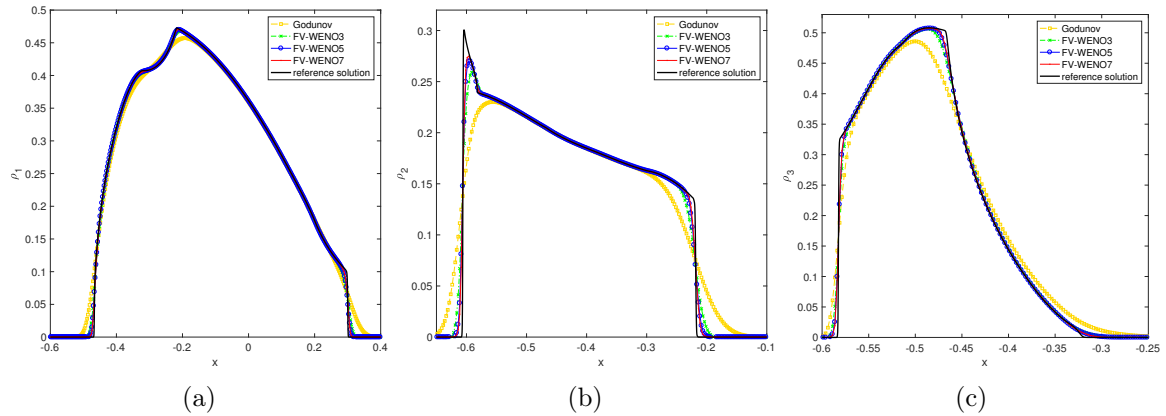 0.5
0.45
0.4
0.35
0.3
0.25
0.2
0.15
0.1
0.05
0
ρ1
-0.6
-0.4
-0.2
0
0.2
0.4
x
Godunov
FV-WENO3
FV-WENO5
FV-WENO7
reference solution
(a)
0.3
0.25
0.2
0.15
0.1
0.05
0
ρ2
-0.6
-0.5
-0.4
-0.3
-0.2
-0.1
x
Godunov
FV-WENO3
FV-WENO5
FV-WENO7
reference solution
(b)
0.5
0.45
0.4
0.35
0.3
0.25
0.2
0.15
0.1
0.05
0
ρ3
-0.6
-0.55
-0.5
-0.45
-0.4
-0.35
-0.3
-0.25
x
Godunov
FV-WENO3
FV-WENO5
FV-WENO7
reference solution
(c)